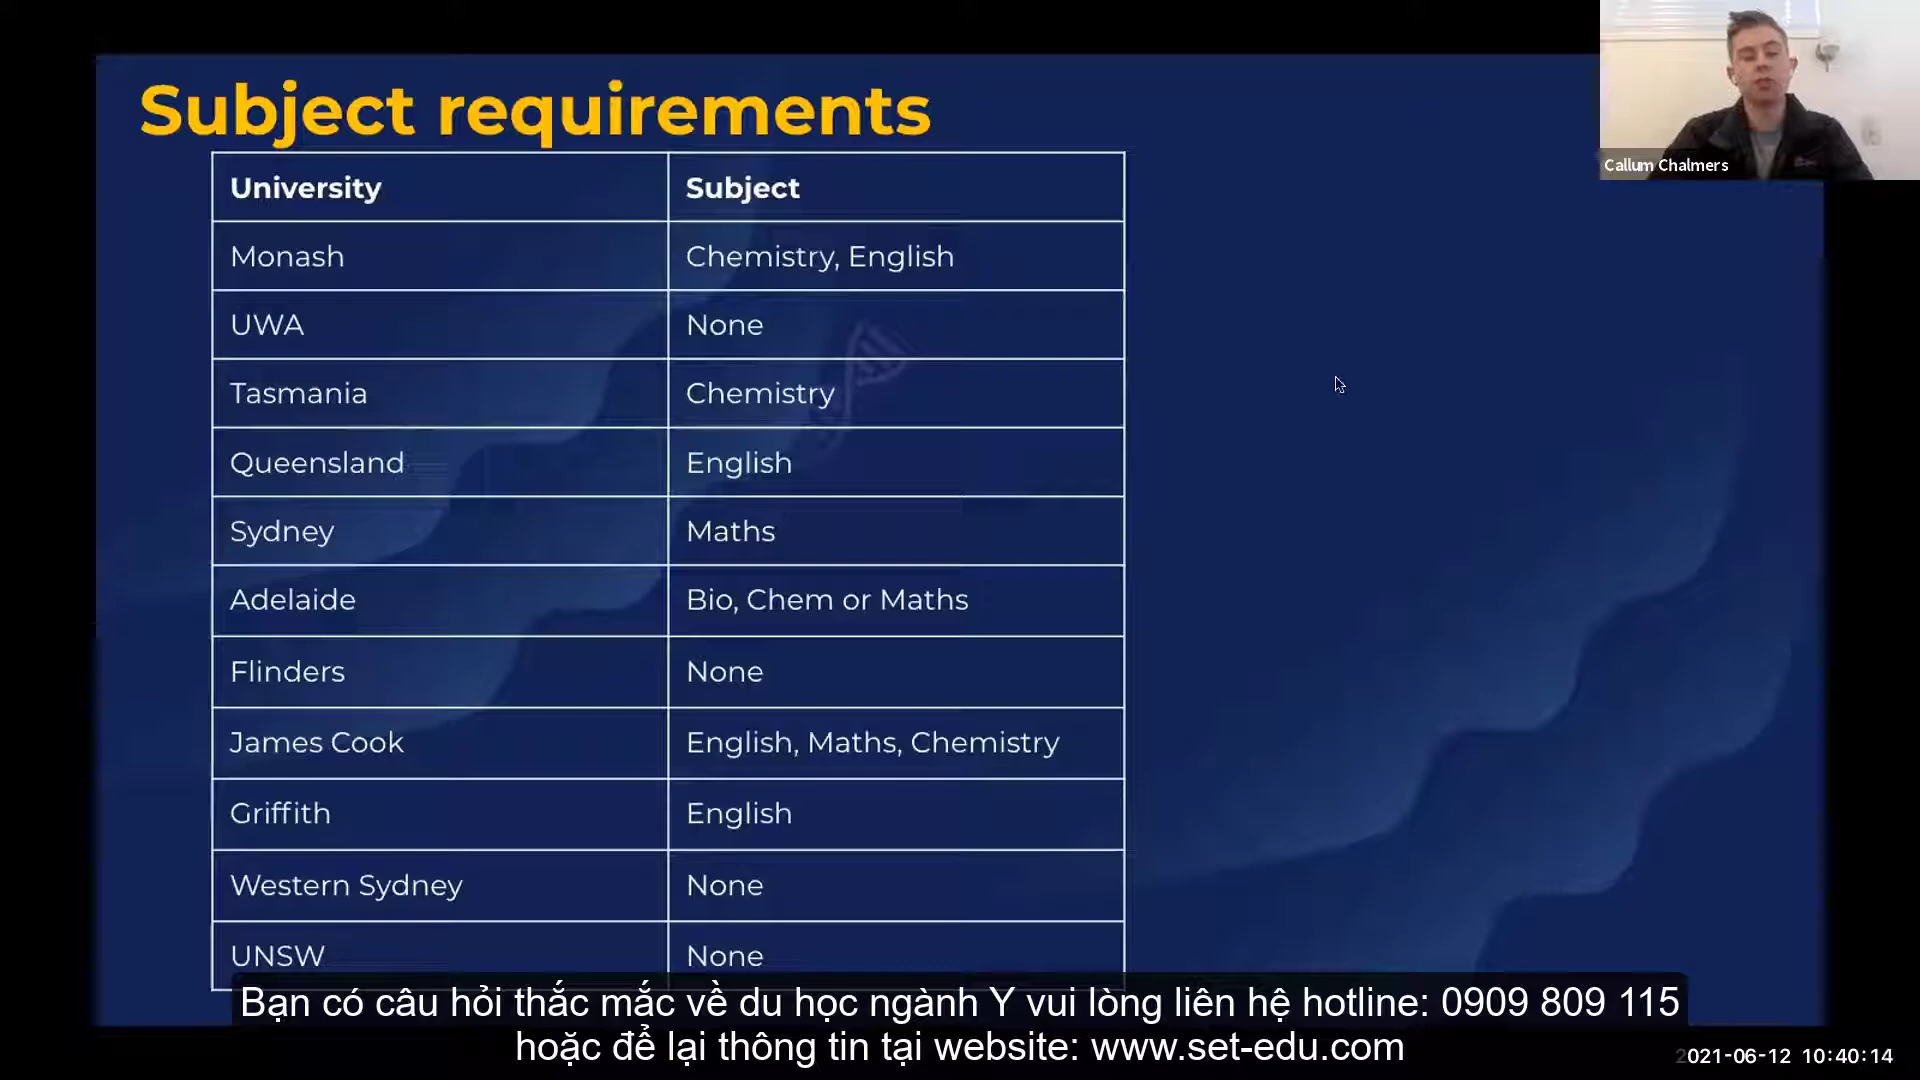 Subject requirements
Callum Chalmers
University Subject
Monash Chemistry, English
UWA None
Tasmania Chemistry
Queensland English
Sydney Maths
Adelaide Bio, Chem or Maths
Flinders None
James Cook English, Maths, Chemistry
Griffith English
Western Sydney None
UNSW None
Bạn có câu hỏi thắc mắc về du học ngành Y vui lòng liên hệ hotline: 0909 809 115
hoặc để lại thông tin tại website: www.set-edu.com
2021-06-12 10:40:14